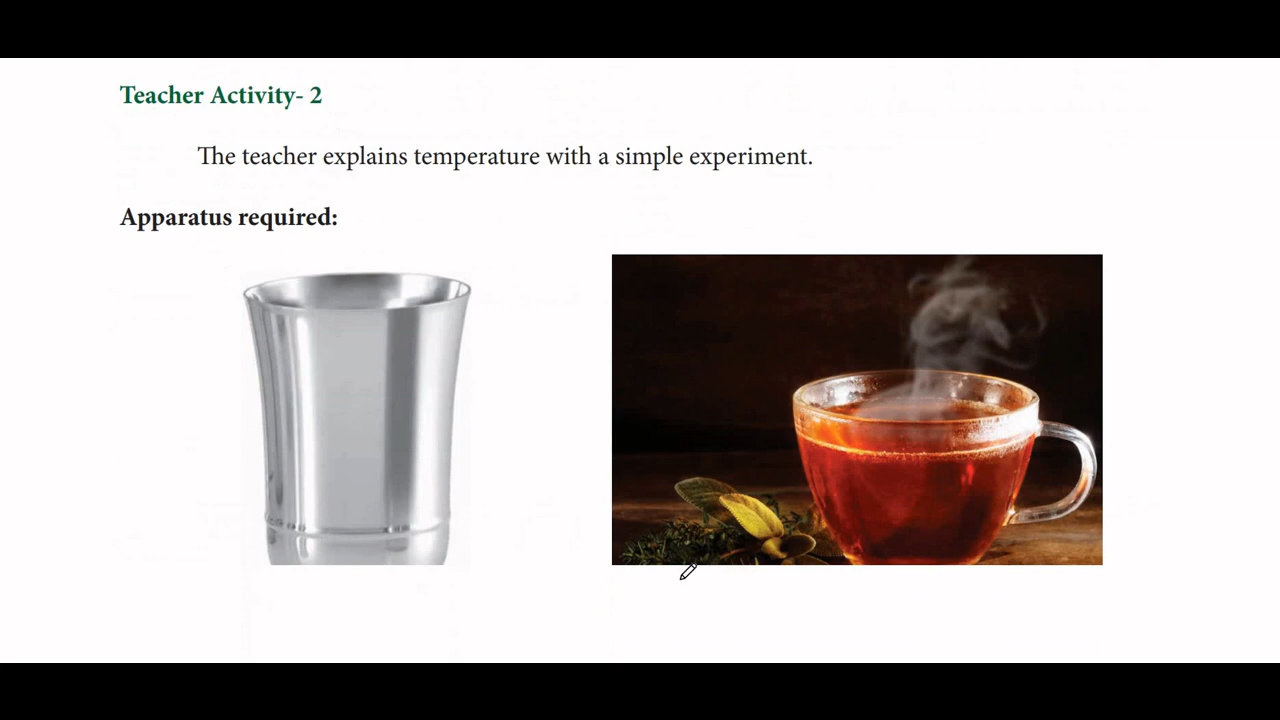 Teacher Activity- 2
The teacher explains temperature with a simple experiment.
Apparatus required: